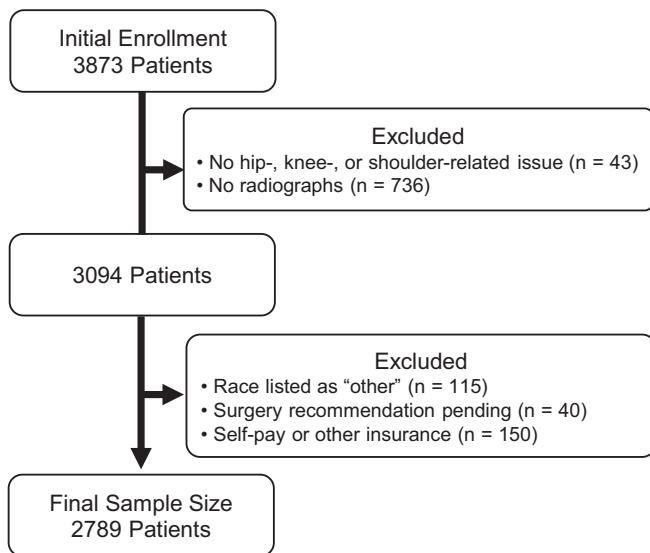 Initial Enrollment
3873 Patients
Excluded
• No hip-, knee-, or shoulder-related issue (n = 43)
• No radiographs (n = 736)
3094 Patients
Excluded
• Race listed as “other” (n = 115)
• Surgery recommendation pending (n = 40)
• Self-pay or other insurance (n = 150)
Final Sample Size
2789 Patients